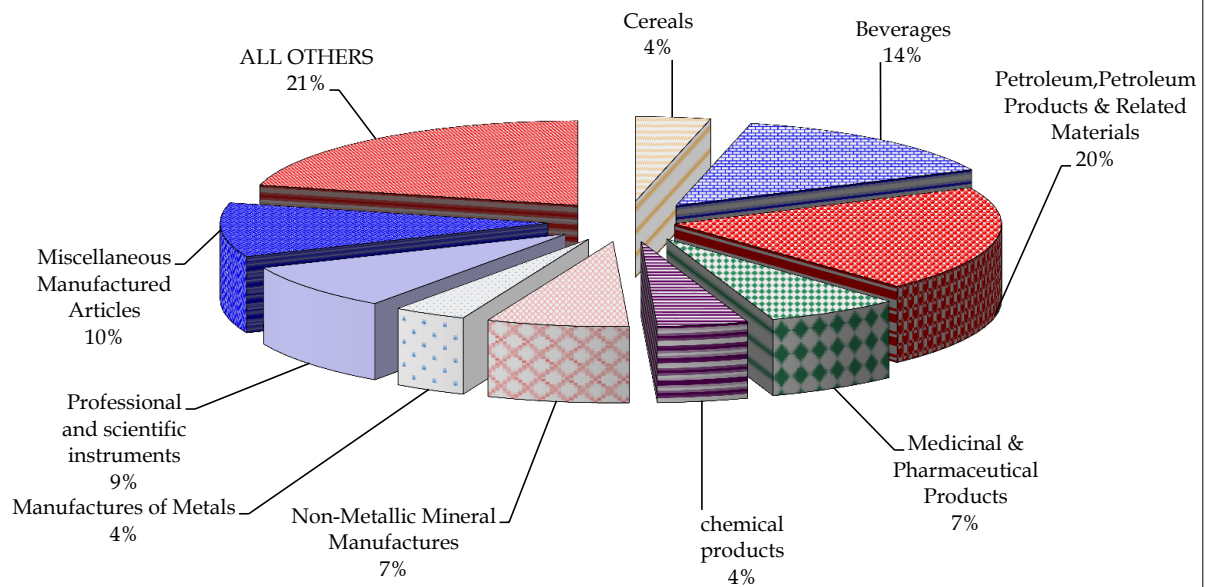 Cereals
4%
Beverages
14%
Petroleum,Petroleum
Products & Related
Materials
20%
Medicinal &
Pharmaceutical
Products
7%
chemical
products
4%
Non-Metallic Mineral
Manufactures
7%
Manufactures of Metals
4%
Professional
and scientific
instruments
9%
Miscellaneous
Manufactured
Articles
10%
ALL OTHERS
21%